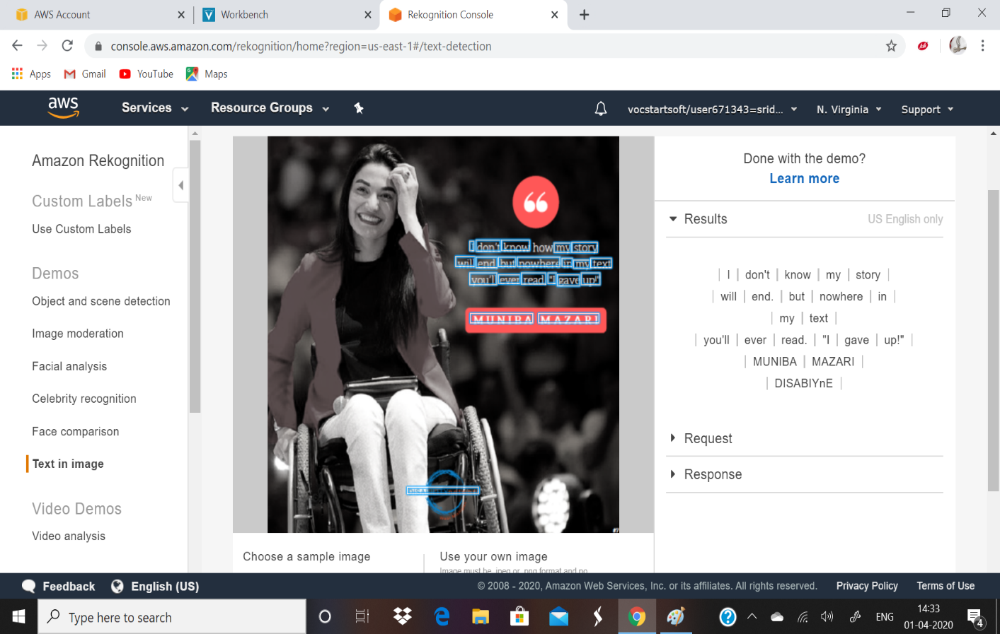 AWS Account
Workbench
Rekognition Console
console.aws.amazon.com/rekognition/home?region=us-east-1#/text-detection
Apps Gmail YouTube Maps
aws Services Resource Groups vocstartsoft/user671343=srid... N. Virginia Support
Amazon Rekognition
Custom Labels New
Use Custom Labels
Demos
Object and scene detection
Image moderation
Facial analysis
Celebrity recognition
Face comparison
Text in image
Video Demos
Video analysis
“
I don't know how my story
will end but nowhere in my text
you'll ever read "I gave up!"
MUNIBA MAZARI
Choose a sample image
Use your own image
Image must be .jpeg or .png format and no
Done with the demo?
Learn more
Results US English only
| I | don't | know | my | story |
| will | end. | but | nowhere | in |
| my | text |
| you'll | ever | read. | "I | gave | up!" |
| MUNIBA | MAZARI |
| DISABIYnE |
Request
Response
Feedback English (US) © 2008 - 2020, Amazon Web Services, Inc. or its affiliates. All rights reserved. Privacy Policy Terms of Use
Type here to search
ENG
14:33
01-04-2020
4